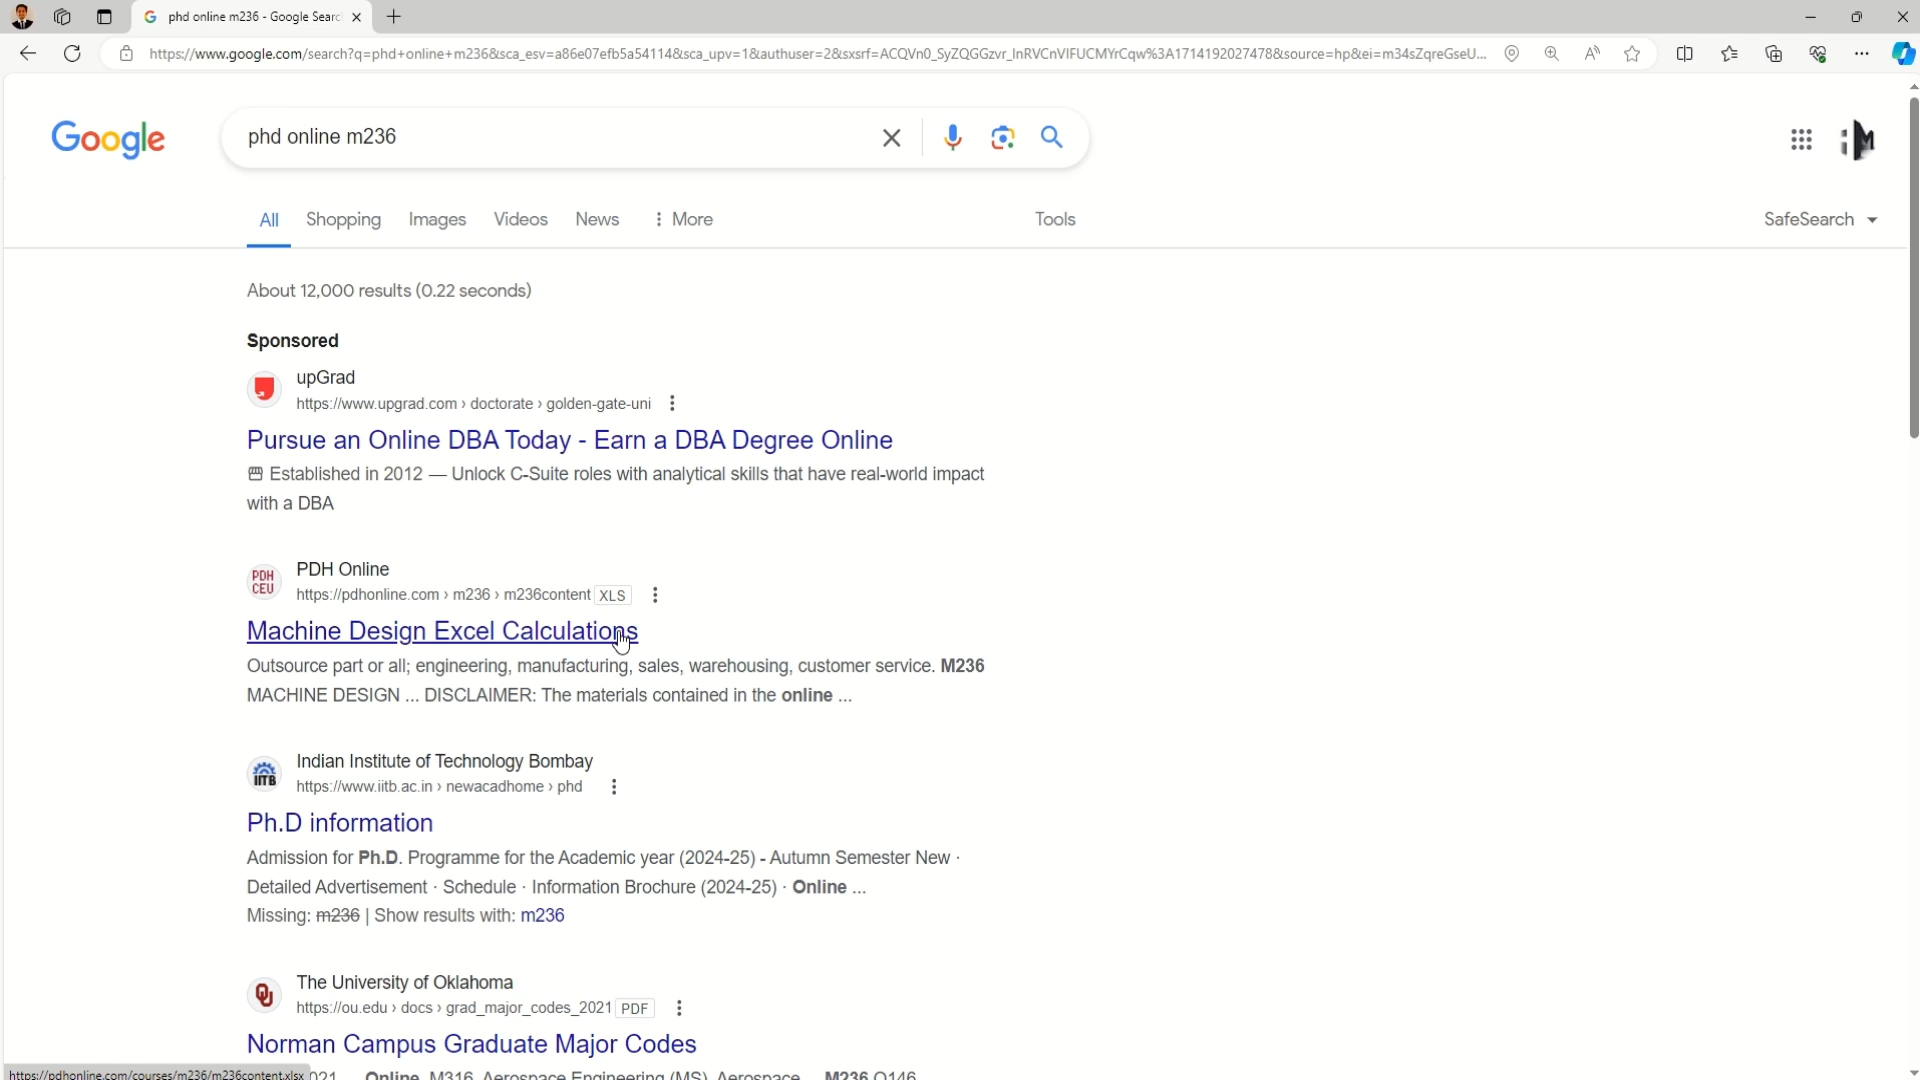 phd online m236 - Google Searc
https://www.google.com/search?q=phd+online+m236&sca_esv=a86e07efb5a54114&sca_upv=1&authuser=2&sxsrf=ACQVn0_SyZQGGzvr_InRVCnVIFUCMYrCqw%3A1714192027478&source=hp&ei=m34sZqreGseU...
Google
phd online m236
All Shopping Images Videos News More Tools SafeSearch
About 12,000 results (0.22 seconds)
Sponsored
upGrad
https://www.upgrad.com › doctorate › golden-gate-uni
Pursue an Online DBA Today - Earn a DBA Degree Online
Established in 2012 — Unlock C-Suite roles with analytical skills that have real-world impact
with a DBA
PDH Online
PDH
CEU
https://pdhonline.com › m236 › m236content XLS
Machine Design Excel Calculations
Outsource part or all; engineering, manufacturing, sales, warehousing, customer service. M236
MACHINE DESIGN ... DISCLAIMER: The materials contained in the online ...
Indian Institute of Technology Bombay
IITB
https://www.iitb.ac.in › newacadhome › phd
Ph.D information
Admission for Ph.D. Programme for the Academic year (2024-25) - Autumn Semester New ·
Detailed Advertisement · Schedule · Information Brochure (2024-25) · Online ...
Missing: m236 | Show results with: m236
The University of Oklahoma
https://ou.edu › docs › grad_major_codes_2021 PDF
Norman Campus Graduate Major Codes
https://pdhonline.com/courses/m236/m236content.xlsx
021 Online M316 Aerospace Engineering (MS) Aerospace M236 O146